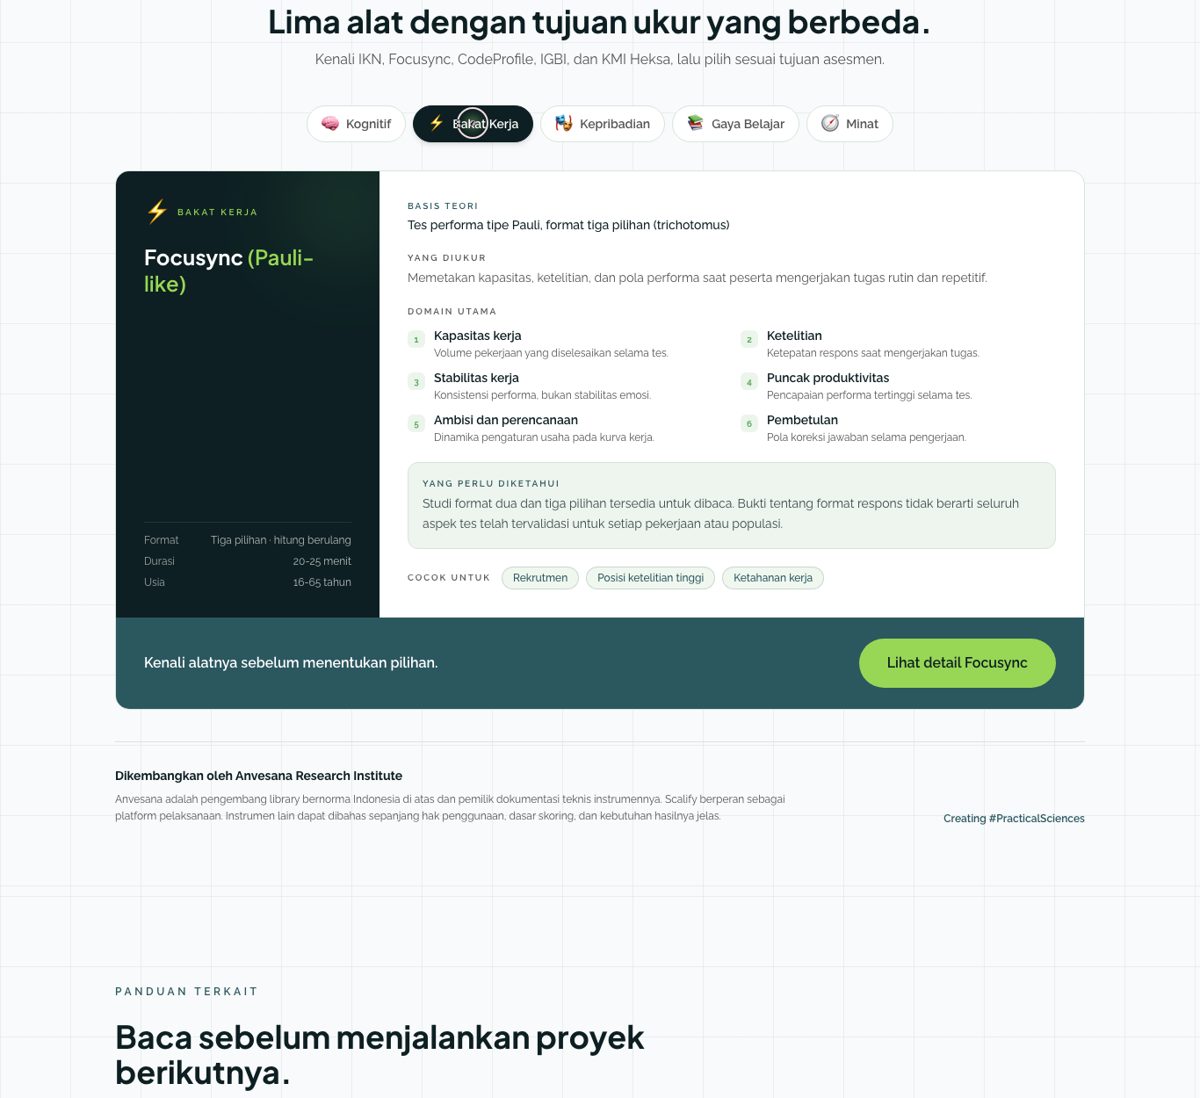 Lima alat dengan tujuan ukur yang berbeda.
Kenali IKN, Focusync, CodeProfile, IGBI, dan KMI Heksa, lalu pilih sesuai tujuan asesmen.
Kognitif
Bakat Kerja
Kepribadian
Gaya Belajar
Minat
BAKAT KERJA
Focusync (Pauli-
like)
Format Tiga pilihan · hitung berulang
Durasi 20-25 menit
Usia 16-65 tahun
BASIS TEORI
Tes performa tipe Pauli, format tiga pilihan (trichotomus)
YANG DIUKUR
Memetakan kapasitas, ketelitian, dan pola performa saat peserta mengerjakan tugas rutin dan repetitif.
DOMAIN UTAMA
1 Kapasitas kerja
Volume pekerjaan yang diselesaikan selama tes.
2 Ketelitian
Ketepatan respons saat mengerjakan tugas.
3 Stabilitas kerja
Konsistensi performa, bukan stabilitas emosi.
4 Puncak produktivitas
Pencapaian performa tertinggi selama tes.
5 Ambisi dan perencanaan
Dinamika pengaturan usaha pada kurva kerja.
6 Pembetulan
Pola koreksi jawaban selama pengerjaan.
YANG PERLU DIKETAHUI
Studi format dua dan tiga pilihan tersedia untuk dibaca. Bukti tentang format respons tidak berarti seluruh
aspek tes telah tervalidasi untuk setiap pekerjaan atau populasi.
COCOK UNTUK Rekrutmen Posisi ketelitian tinggi Ketahanan kerja
Kenali alatnya sebelum menentukan pilihan.
Lihat detail Focusync
Dikembangkan oleh Anvesana Research Institute
Anvesana adalah pengembang library bernorma Indonesia di atas dan pemilik dokumentasi teknis instrumennya. Scalify berperan sebagai
platform pelaksanaan. Instrumen lain dapat dibahas sepanjang hak penggunaan, dasar skoring, dan kebutuhan hasilnya jelas.
Creating #PracticalSciences
PANDUAN TERKAIT
Baca sebelum menjalankan proyek
berikutnya.